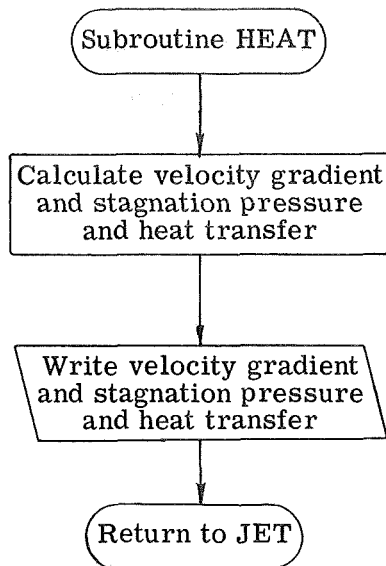 Subroutine HEAT
Calculate velocity gradient
and stagnation pressure
and heat transfer
Write velocity gradient
and stagnation pressure
and heat transfer
Return to JET